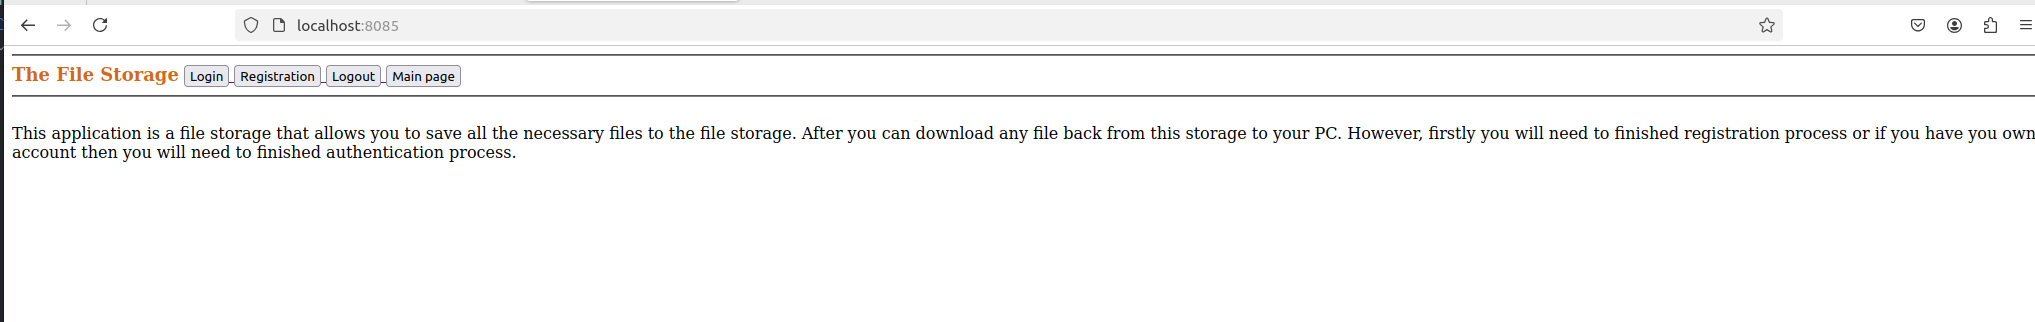 localhost:8085
The File Storage Login Registration Logout Main page
This application is a file storage that allows you to save all the necessary files to the file storage. After you can download any file back from this storage to your PC. However, firstly you will need to finished registration process or if you have you own
account then you will need to finished authentication process.